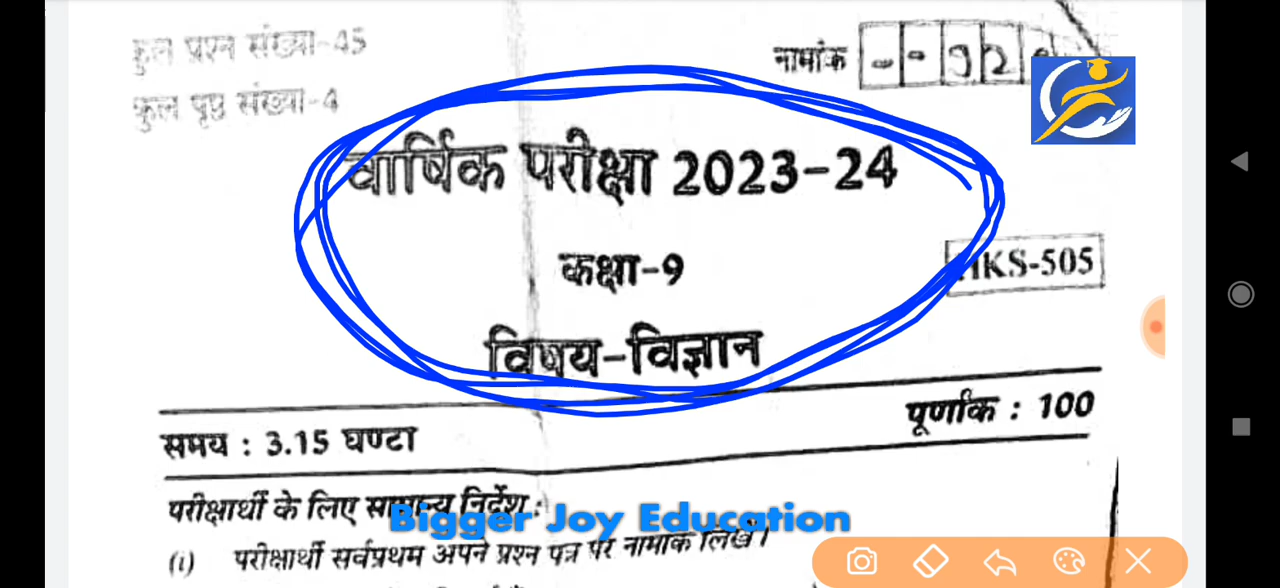 कुल प्रश्न संख्या-45
नामांक
कुल पृष्ठ संख्या-4
वार्षिक परीक्षा 2023-24
कक्षा-9
KS-505
विषय-विज्ञान
समय : 3.15 घण्टा
पूर्णांक : 100
परीक्षार्थी के लिए सामान्य निर्देश :
Bigger Joy Education
(i) परीक्षार्थी सर्वप्रथम अपने प्रश्न पत्र पर नामांक लिखें।